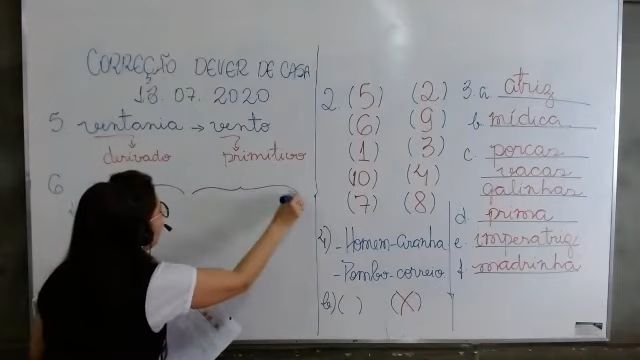 CORREÇÃO DEVER DE CASA
13.07.2020
5. ventania → vento
derivado primitivo
6
2. (5) (2)
(6) (9)
(1) (3)
(10) (4)
(7) (8)
4) - Homem-Aranha
- Pombo-correio
b) ( ) (X)
3. a atriz
b médica
c porcas
vacas
galinhas
d prima
e imperatriz
f madrinha